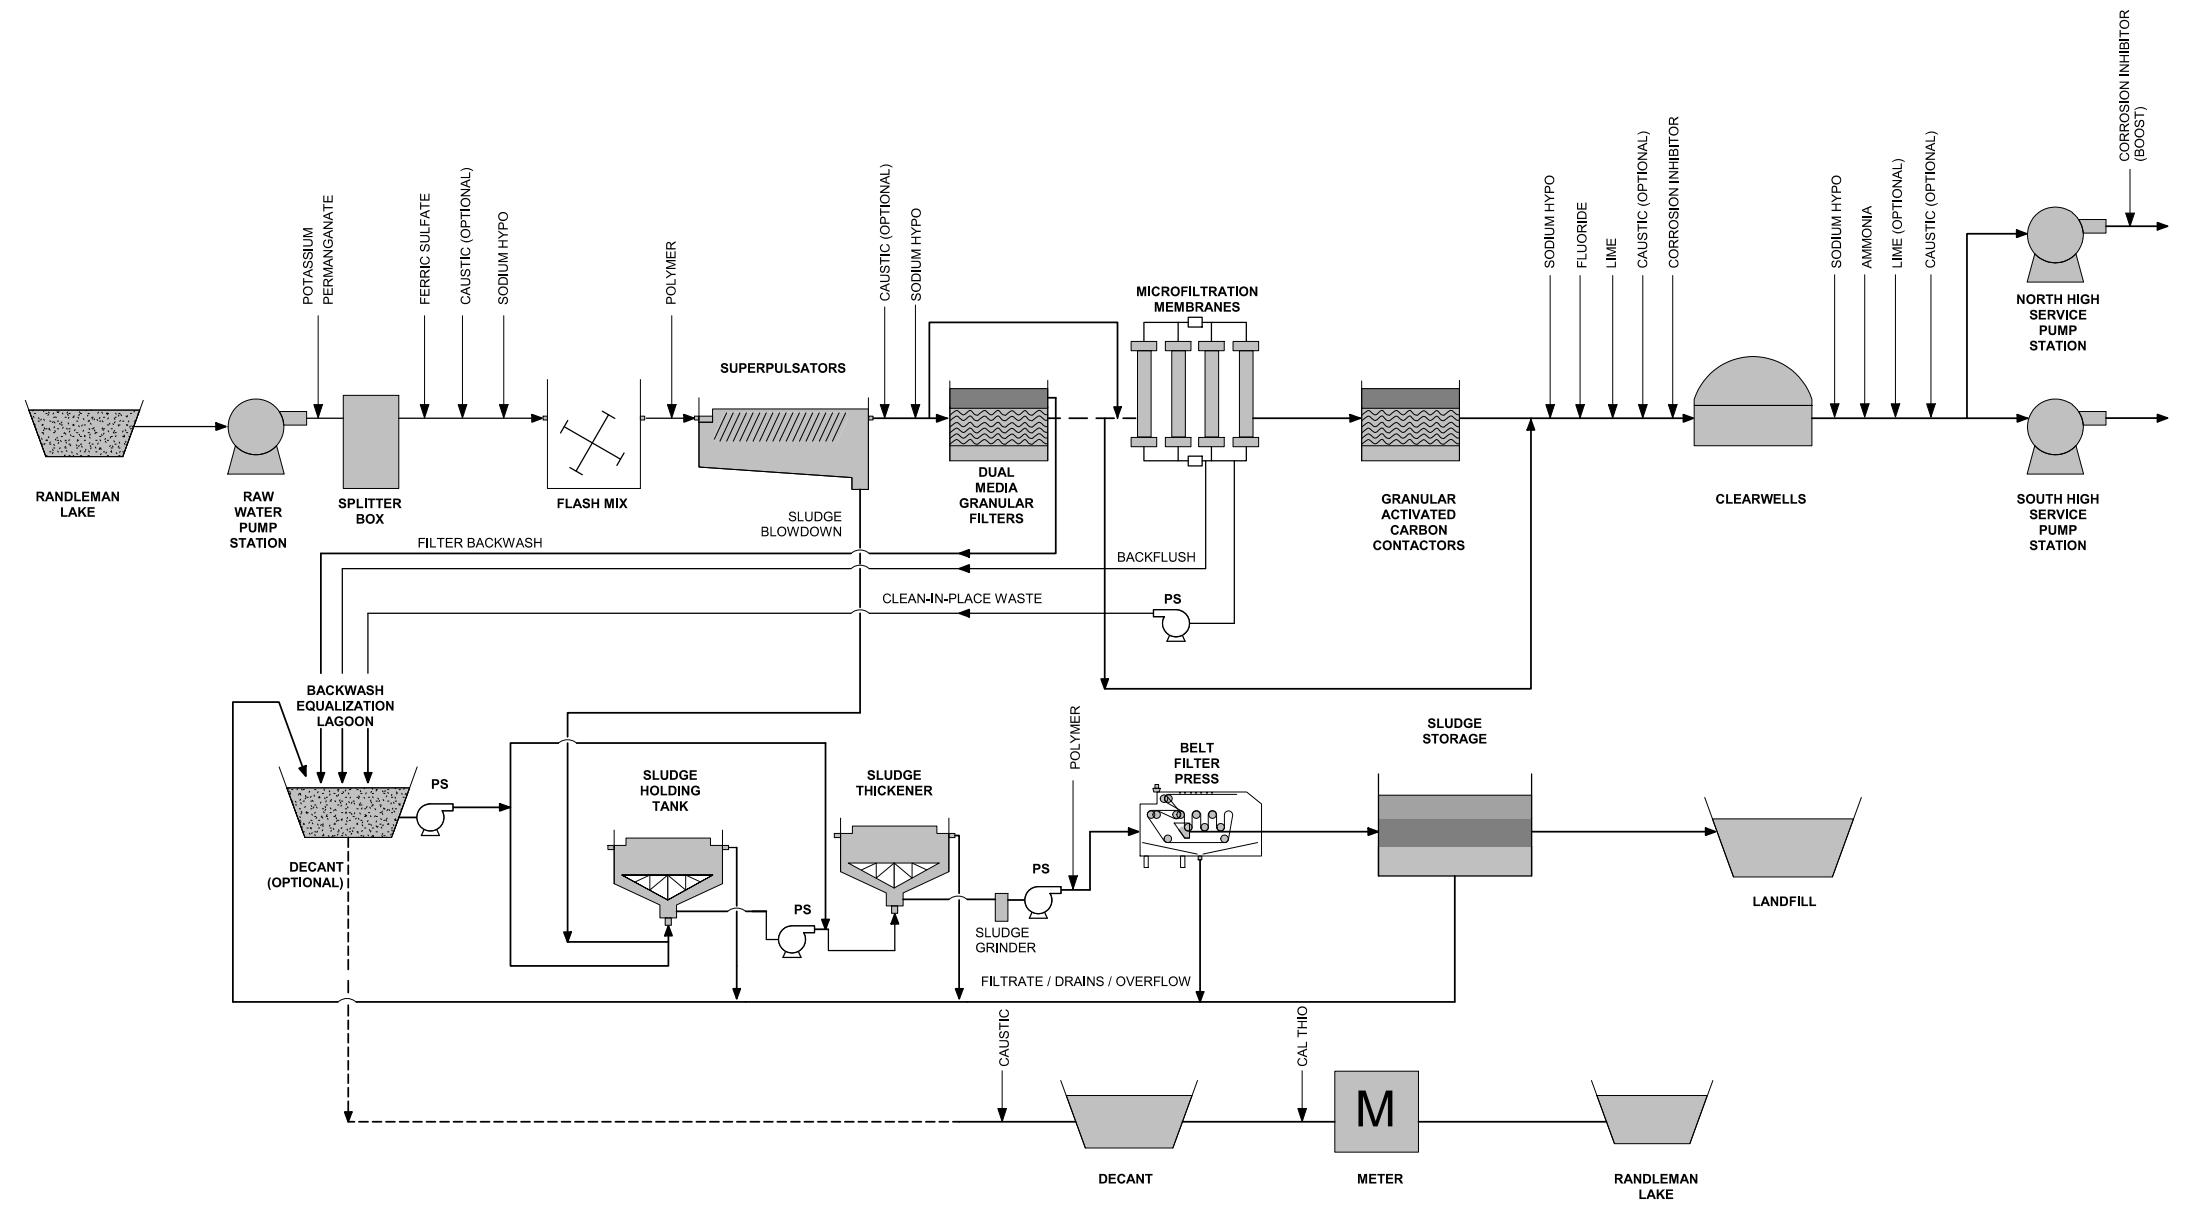 CORROSION INHIBITOR
(BOOST)
POTASSIUM
PERMANGANATE
FERRIC SULFATE
CAUSTIC (OPTIONAL)
SODIUM HYPO
POLYMER
CAUSTIC (OPTIONAL)
SODIUM HYPO
SODIUM HYPO
FLUORIDE
LIME
CAUSTIC (OPTIONAL)
CORROSION INHIBITOR
SODIUM HYPO
AMMONIA
LIME (OPTIONAL)
CAUSTIC (OPTIONAL)
MICROFILTRATION
MEMBRANES
NORTH HIGH
SERVICE
PUMP
STATION
SUPERPULSATORS
RANDLEMAN
LAKE
RAW
WATER
PUMP
STATION
SPLITTER
BOX
FLASH MIX
SLUDGE
BLOWDOWN
DUAL
MEDIA
GRANULAR
FILTERS
GRANULAR
ACTIVATED
CARBON
CONTACTORS
CLEARWELLS
SOUTH HIGH
SERVICE
PUMP
STATION
FILTER BACKWASH
BACKFLUSH
CLEAN-IN-PLACE WASTE
PS
BACKWASH
EQUALIZATION
LAGOON
PS
DECANT
(OPTIONAL)
SLUDGE
HOLDING
TANK
PS
SLUDGE
THICKENER
SLUDGE
GRINDER
PS
POLYMER
BELT
FILTER
PRESS
SLUDGE
STORAGE
LANDFILL
FILTRATE / DRAINS / OVERFLOW
CAUSTIC
DECANT
CAL THIO
M
METER
RANDLEMAN
LAKE